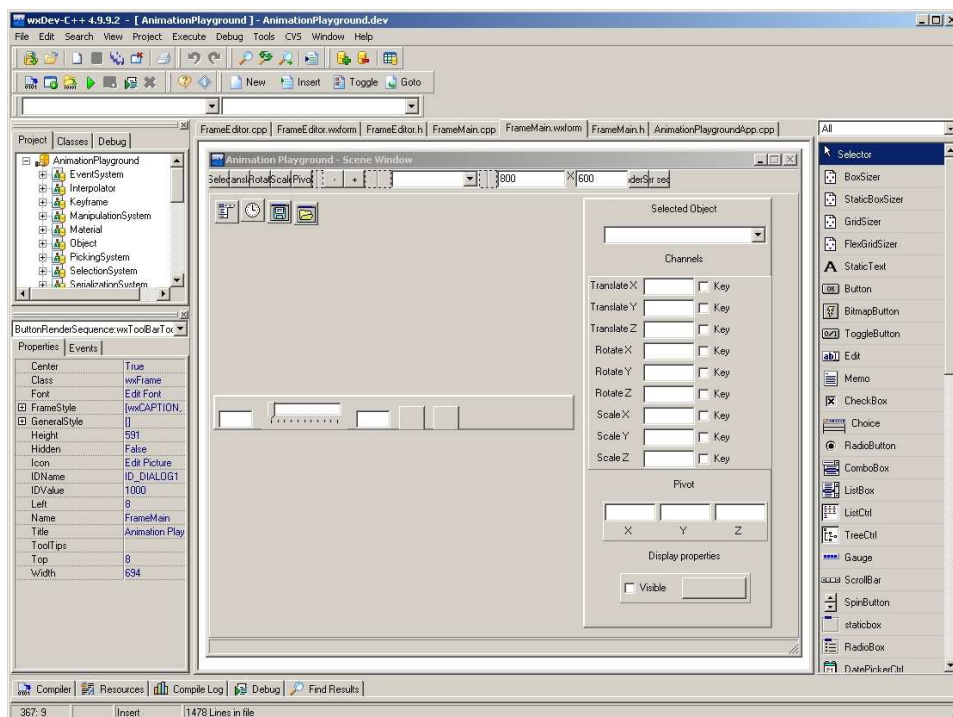 wxDev-C++ 4.9.9.2 - [ AnimationPlayground ] - AnimationPlayground.dev
File Edit Search View Project Execute Debug Tools CVS Window Help
New Insert Toggle Goto
Project Classes Debug
AnimationPlayground
EventSystem
Interpolator
Keyframe
ManipulationSystem
Material
Object
PickingSystem
SelectionSystem
SerializationSystem
ButtonRenderSequence:wxToolBarToo
Properties Events
Center True
Class wxFrame
Font Edit Font
FrameStyle [wxCAPTION,
GeneralStyle []
Height 591
Hidden False
Icon Edit Picture
IDName ID_DIALOG1
IDValue 1000
Left 8
Name FrameMain
Title Animation Play
ToolTips
Top 8
Width 694
FrameEditor.cpp FrameEditor.wxform FrameEditor.h FrameMain.cpp FrameMain.wxform FrameMain.h AnimationPlaygroundApp.cpp
Animation Playground - Scene Window
- + 800 X 600
Selected Object
Channels
Translate X Key
Translate Y Key
Translate Z Key
Rotate X Key
Rotate Y Key
Rotate Z Key
Scale X Key
Scale Y Key
Scale Z Key
Pivot
X Y Z
Display properties
Visible
All
Selector
BoxSizer
StaticBoxSizer
GridSizer
FlexGridSizer
A StaticText
OK Button
BitmapButton
0/1 ToggleButton
ab Edit
Memo
CheckBox
Choice
RadioButton
ComboBox
ListBox
ListCtrl
TreeCtrl
Gauge
ScrollBar
SpinButton
staticbox
RadioBox
DatePickerCtrl
Compiler Resources Compile Log Debug Find Results
367: 9 Insert 1478 Lines in file